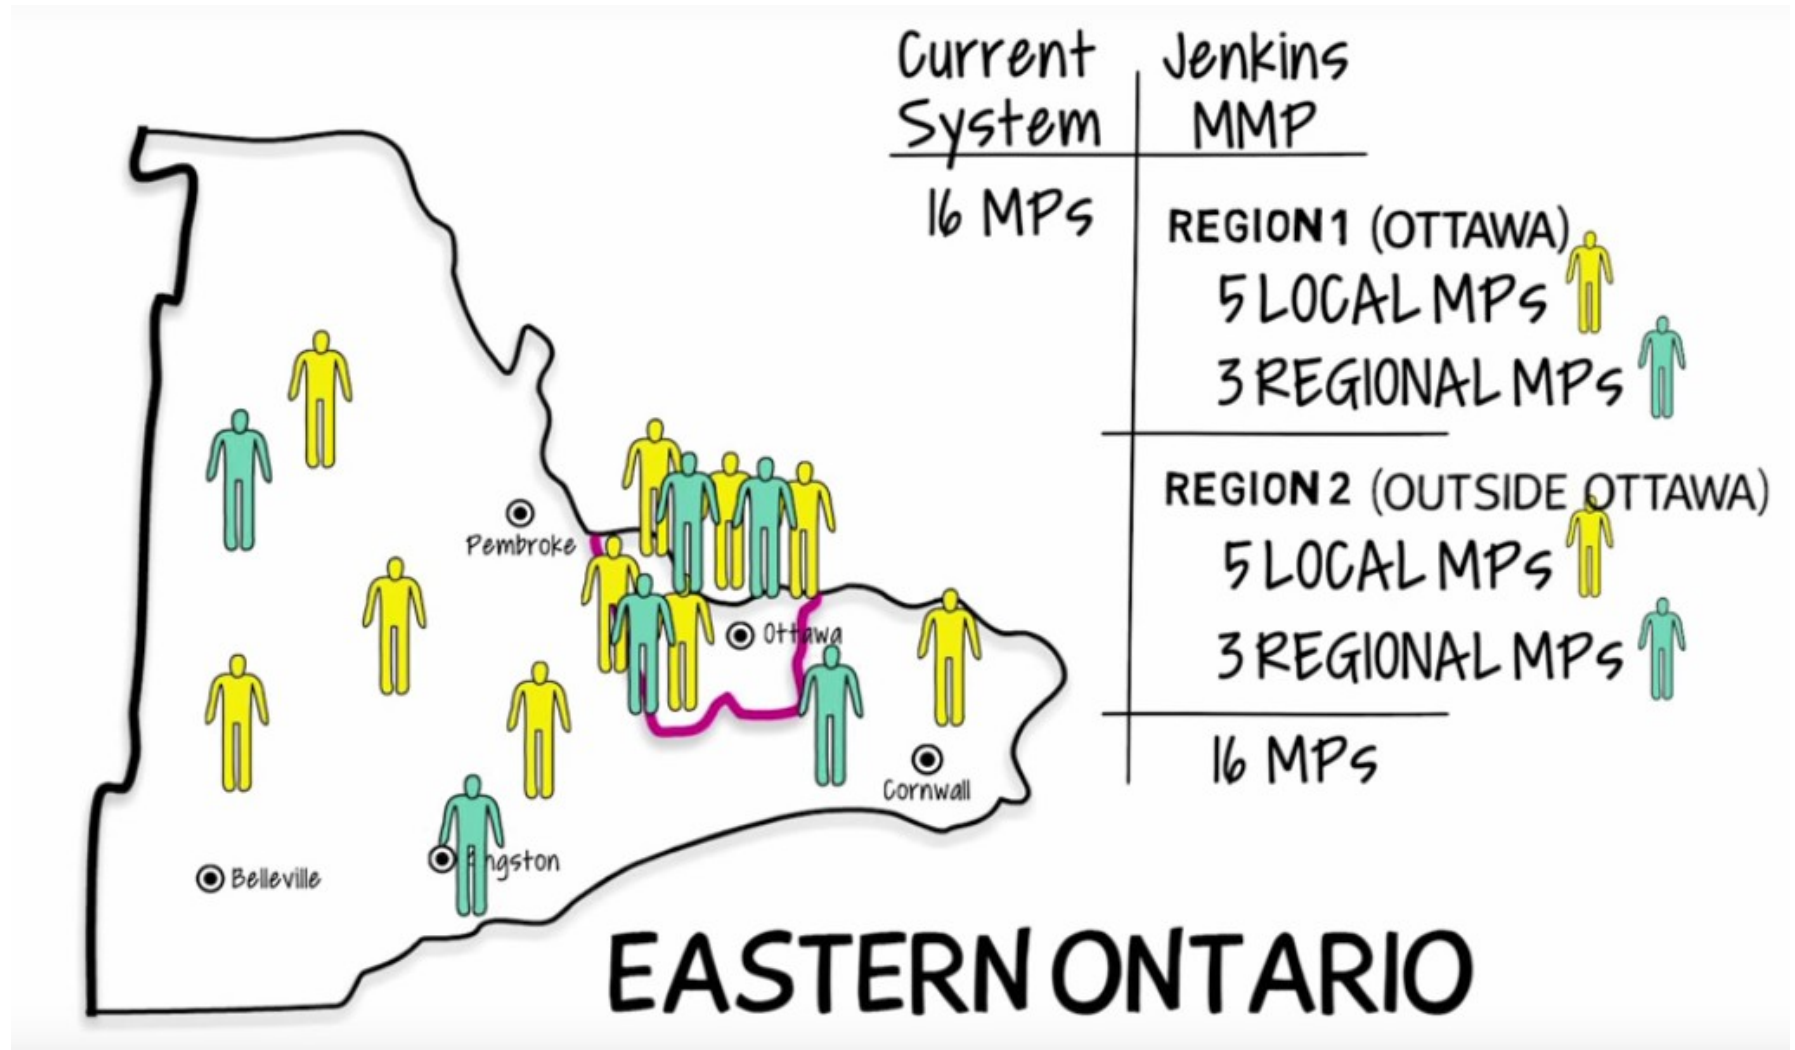 Current
System
Jenkins
MMP
16 MPs
REGION 1 (OTTAWA)
5 LOCAL MPs
3 REGIONAL MPs
REGION 2 (OUTSIDE OTTAWA)
5 LOCAL MPs
3 REGIONAL MPs
16 MPs
Pembroke
Ottawa
Cornwall
Belleville
EASTERN ONTARIO